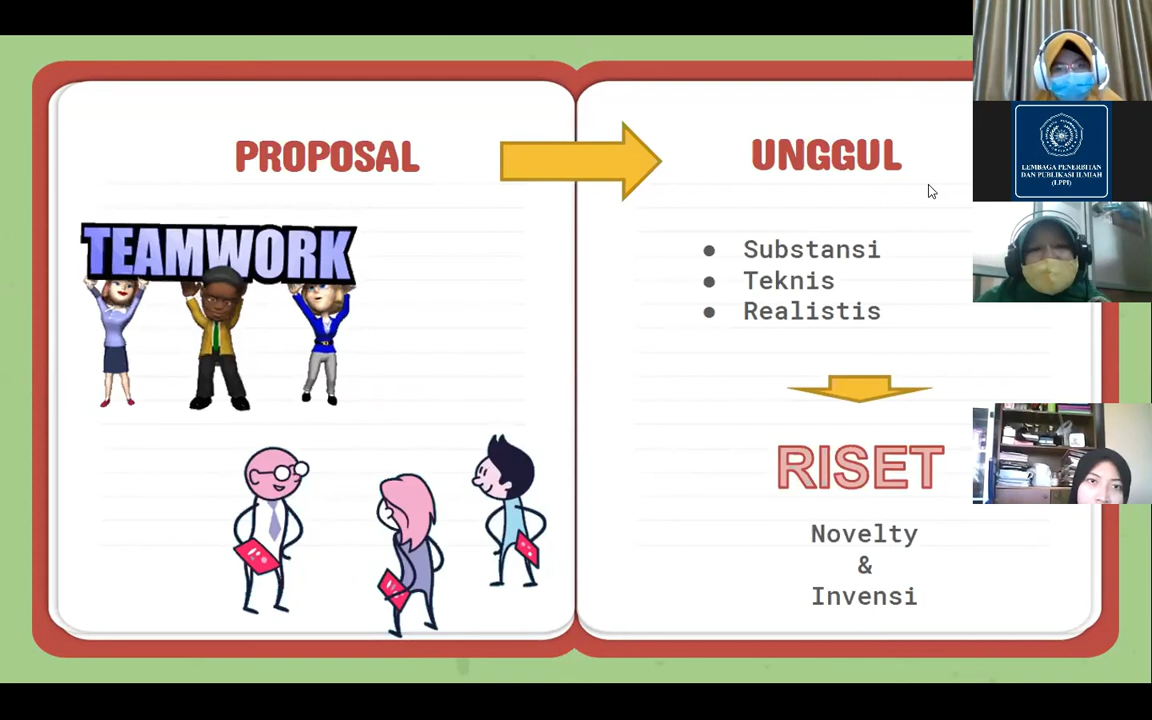 PROPOSAL
TEAMWORK
UNGGUL
Substansi
Teknis
Realistis
RISET
Novelty
&
Invensi
LEMBAGA PENERBITAN
DAN PUBLIKASI ILMIAH
(LPPI)